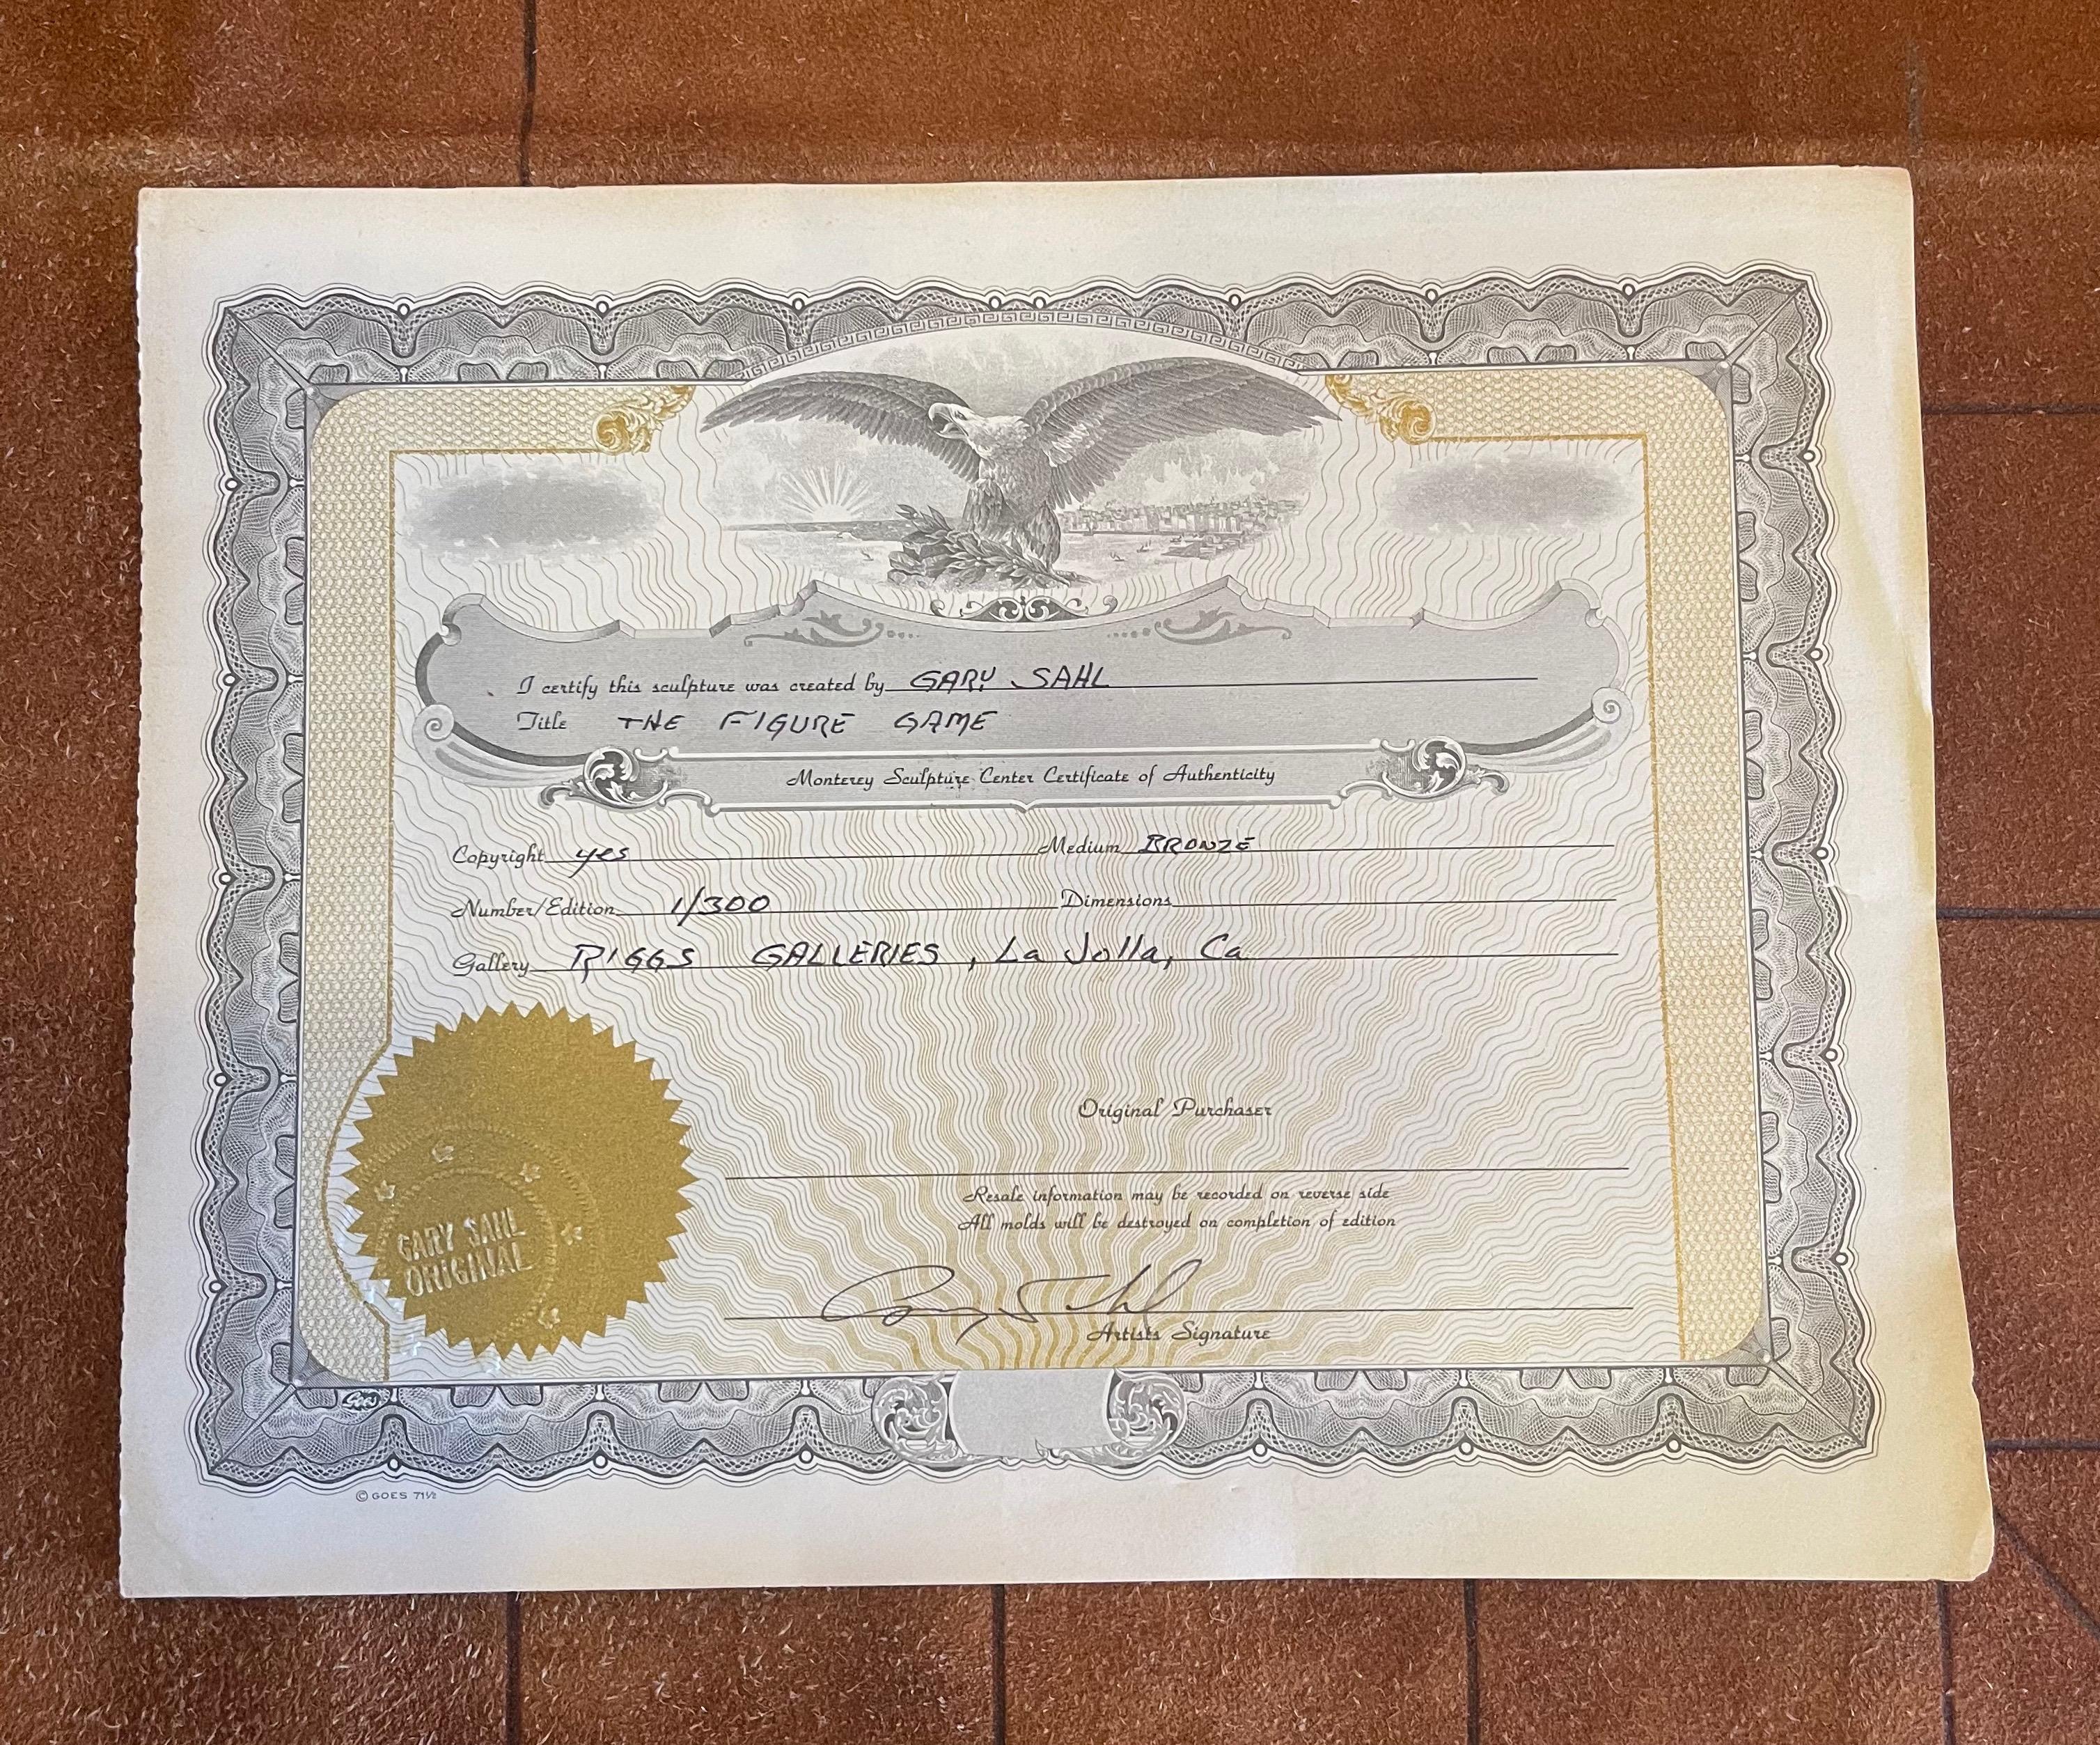 I certify this sculpture was created by GARY SAHL
Title THE FIGURE GAME
Monterey Sculpture Center Certificate of Authenticity
Copyright yes Medium BRONZE
Number/Edition 1/300 Dimensions
Gallery RIGGS GALLERIES, La Jolla, Ca
Original Purchaser
Resale information may be recorded on reverse side
All molds will be destroyed on completion of edition
GARY SAHL
ORIGINAL
Gary Sahl
Artists Signature
Goes
© GOES 71½